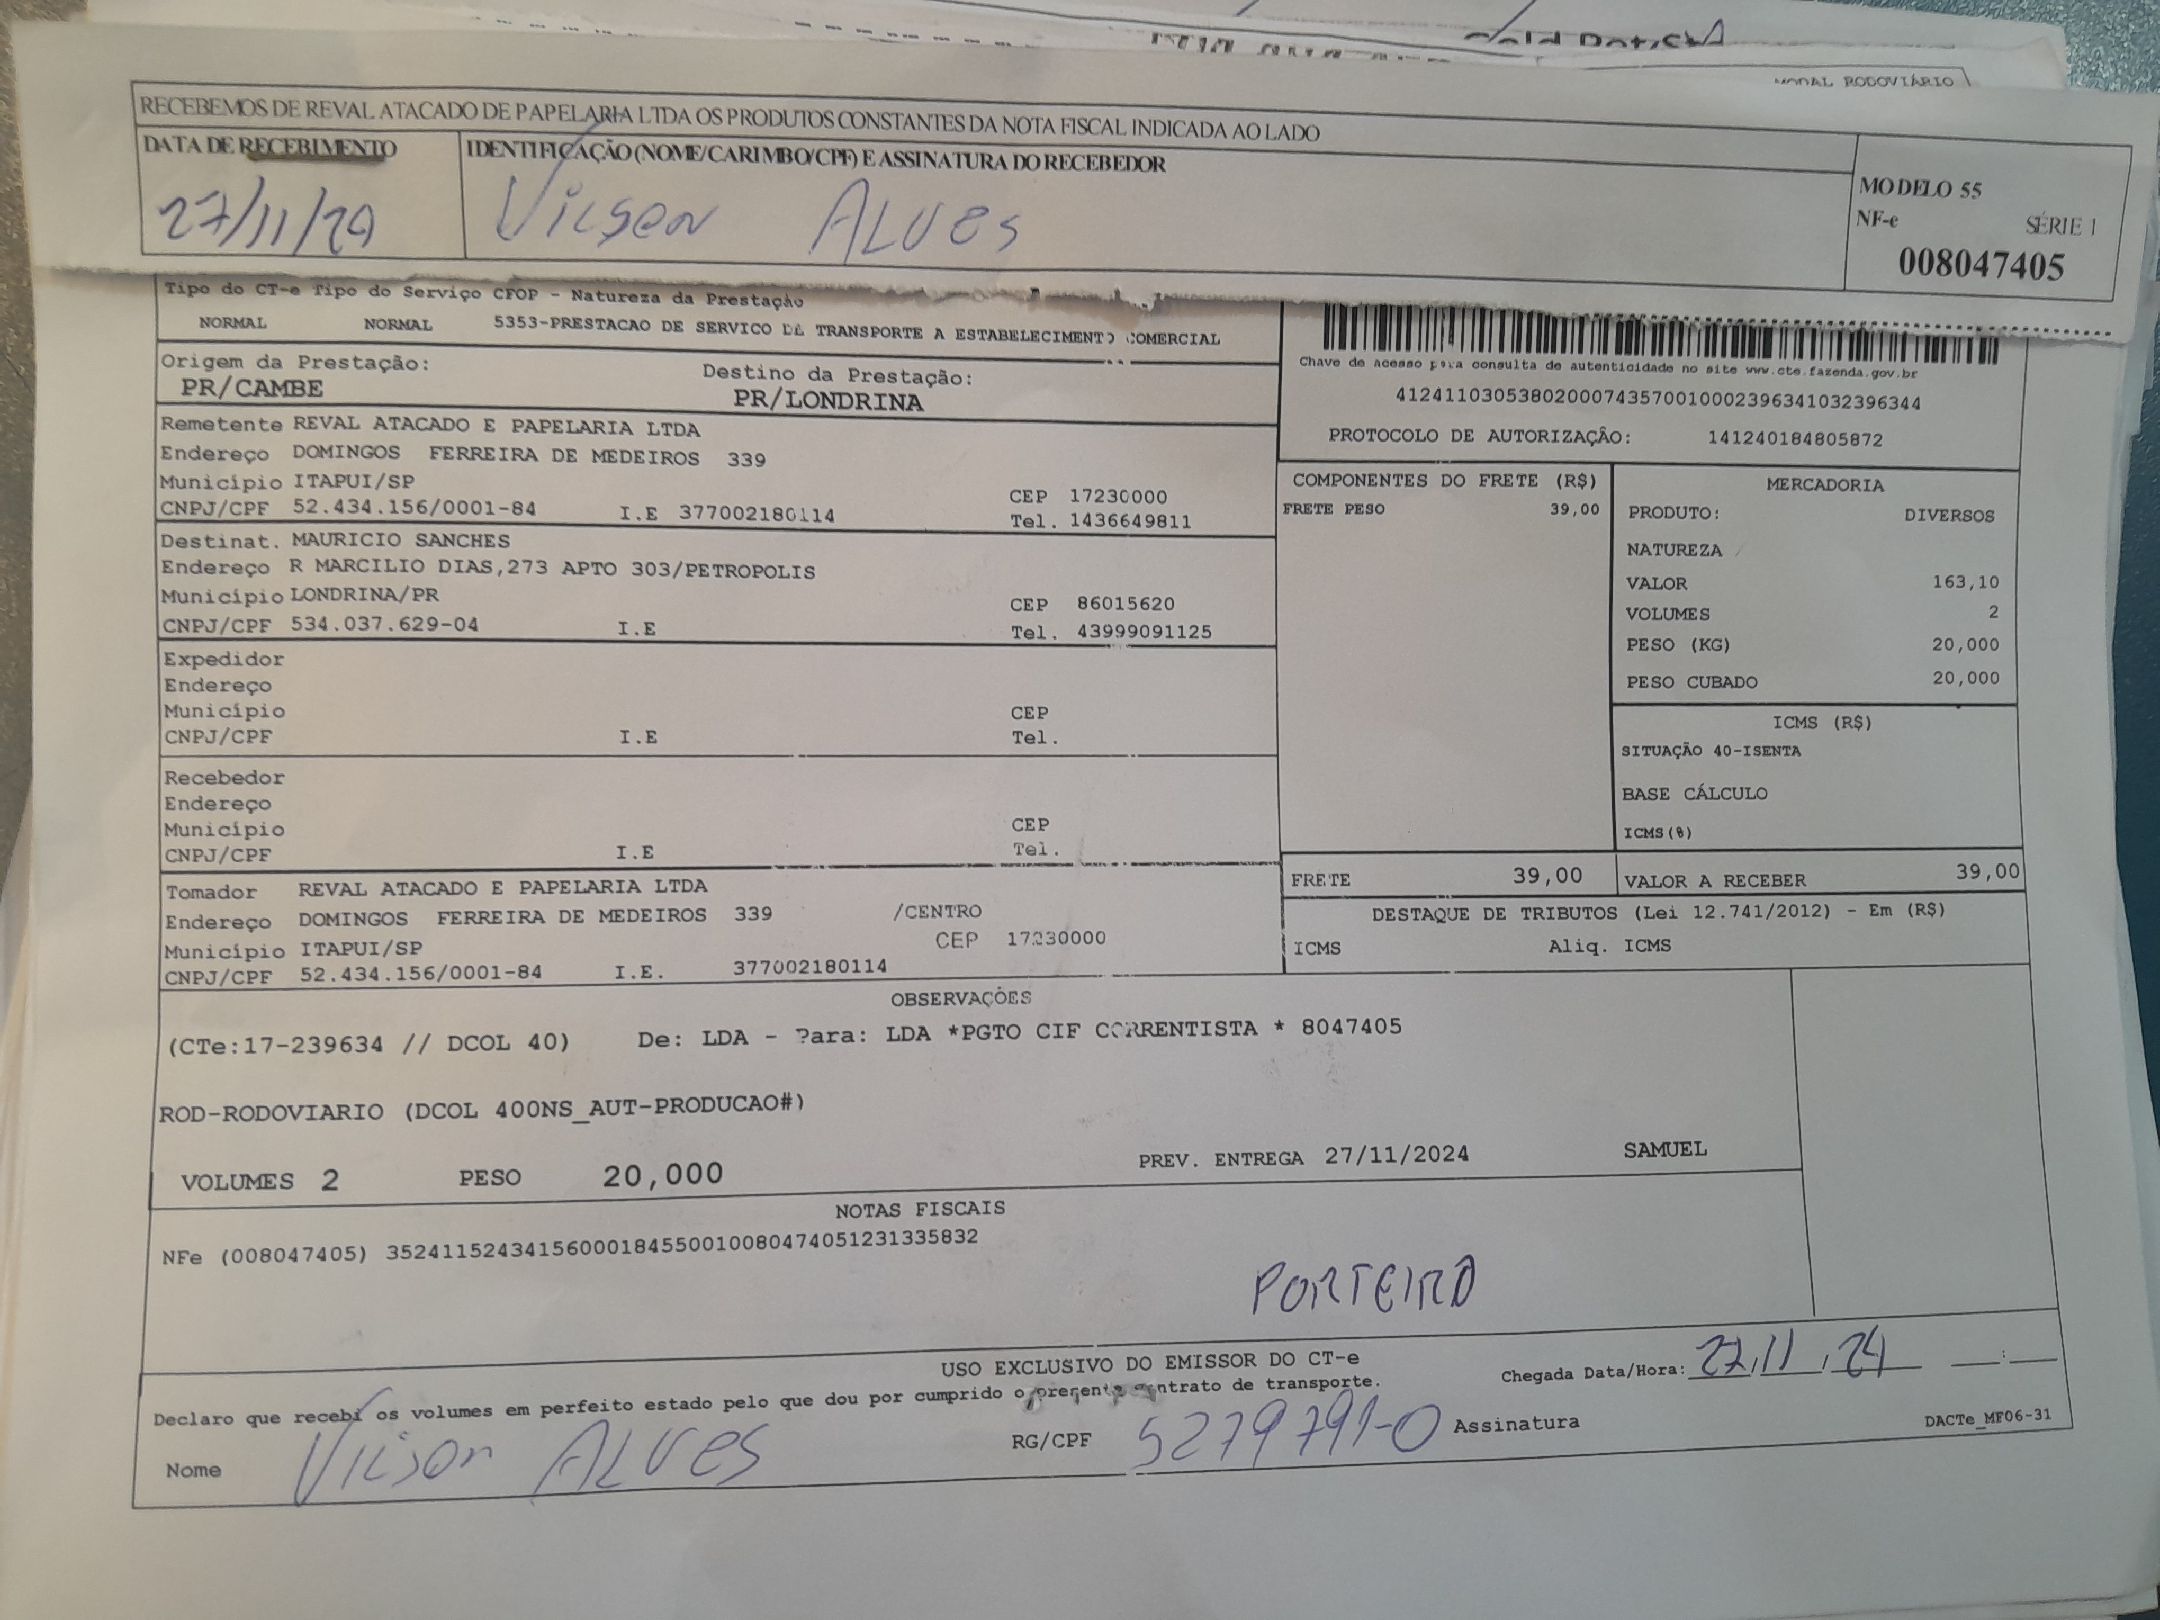 MODAL RODOVIÁRIO
RECEBEMOS DE REVAL ATACADO DE PAPELARIA LTDA OS PRODUTOS CONSTANTES DA NOTA FISCAL INDICADA AO LADO
DATA DE RECEBIMENTO
IDENTIFICAÇÃO (NOME/CARIMBO/CPF) E ASSINATURA DO RECEBEDOR
27/11/24
Vilson ALVES
MODELO 55
NF-e SÉRIE 1
008047405
Tipo do CT-e Tipo do Serviço CFOP - Natureza da Prestação
NORMAL NORMAL 5353-PRESTACAO DE SERVICO DE TRANSPORTE A ESTABELECIMENTO COMERCIAL
Origem da Prestação: Destino da Prestação:
PR/CAMBE PR/LONDRINA
Chave de acesso para consulta de autenticidade no site www.cte.fazenda.gov.br
41241103053802000743570010002396341032396344
PROTOCOLO DE AUTORIZAÇÂO: 141240184805872
Remetente REVAL ATACADO E PAPELARIA LTDA
Endereço DOMINGOS FERREIRA DE MEDEIROS 339
Município ITAPUI/SP CEP 17230000
CNPJ/CPF 52.434.156/0001-84 I.E 377002180114 Tel. 1436649811
Destinat. MAURICIO SANCHES
Endereço R MARCILIO DIAS,273 APTO 303/PETROPOLIS
Município LONDRINA/PR CEP 86015620
CNPJ/CPF 534.037.629-04 I.E Tel. 43999091125
Expedidor
Endereço
Município CEP
CNPJ/CPF I.E Tel.
Recebedor
Endereço
Município CEP
CNPJ/CPF I.E Tel.
Tomador REVAL ATACADO E PAPELARIA LTDA
Endereço DOMINGOS FERREIRA DE MEDEIROS 339 /CENTRO
Município ITAPUI/SP CEP 17230000
CNPJ/CPF 52.434.156/0001-84 I.E. 377002180114
COMPONENTES DO FRETE (R$)
FRETE PESO 39,00
MERCADORIA
PRODUTO: DIVERSOS
NATUREZA
VALOR 163,10
VOLUMES 2
PESO (KG) 20,000
PESO CUBADO 20,000
ICMS (R$)
SITUAÇÃO 40-ISENTA
BASE CÁLCULO
ICMS(%)
FRETE 39,00 VALOR A RECEBER 39,00
DESTAQUE DE TRIBUTOS (Lei 12.741/2012) - Em (R$)
ICMS Aliq. ICMS
OBSERVAÇÕES
(CTe:17-239634 // DCOL 40) De: LDA - Para: LDA *PGTO CIF CORRENTISTA * 8047405
ROD-RODOVIARIO (DCOL 400NS_AUT-PRODUCAO#)
VOLUMES 2 PESO 20,000 PREV. ENTREGA 27/11/2024 SAMUEL
NOTAS FISCAIS
NFe (008047405) 35241152434156000184550010080474051231335832
PORTEIRO
USO EXCLUSIVO DO EMISSOR DO CT-e
Chegada Data/Hora: 27,11,24 __:__
Declaro que recebi os volumes em perfeito estado pelo que dou por cumprido o presente contrato de transporte.
Nome Vilson ALVES RG/CPF 5279791-0 Assinatura
DACTe_MF06-31